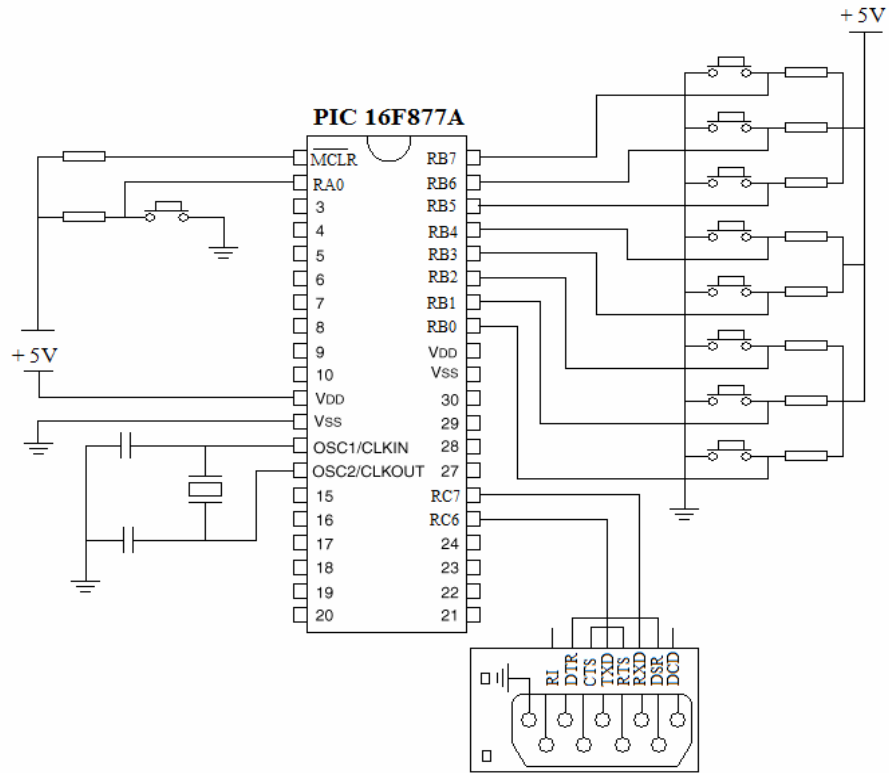 + 5V
PIC 16F877A
MCLR
RA0
3
4
5
6
7
8
9
10
VDD
VSS
OSC1/CLKIN
OSC2/CLKOUT
15
16
17
18
19
20
RB7
RB6
RB5
RB4
RB3
RB2
RB1
RB0
VDD
VSS
30
29
28
27
RC7
RC6
24
23
22
21
+ 5V
RI
DTR
CTS
TXD
RTS
RXD
DSR
DCD